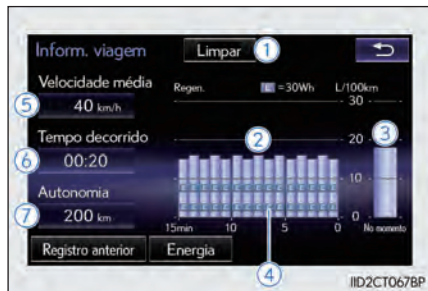 Inform. viagem Limpar 1
Velocidade média Regen. E =30Wh L/100km
5 40 km/h 30
Tempo decorrido 2 20 3
6 00:20
Autonomia 10
7 200 km 0
15min 10 5 0 No momento
Registro anterior Energia 4
IID2CT067BP